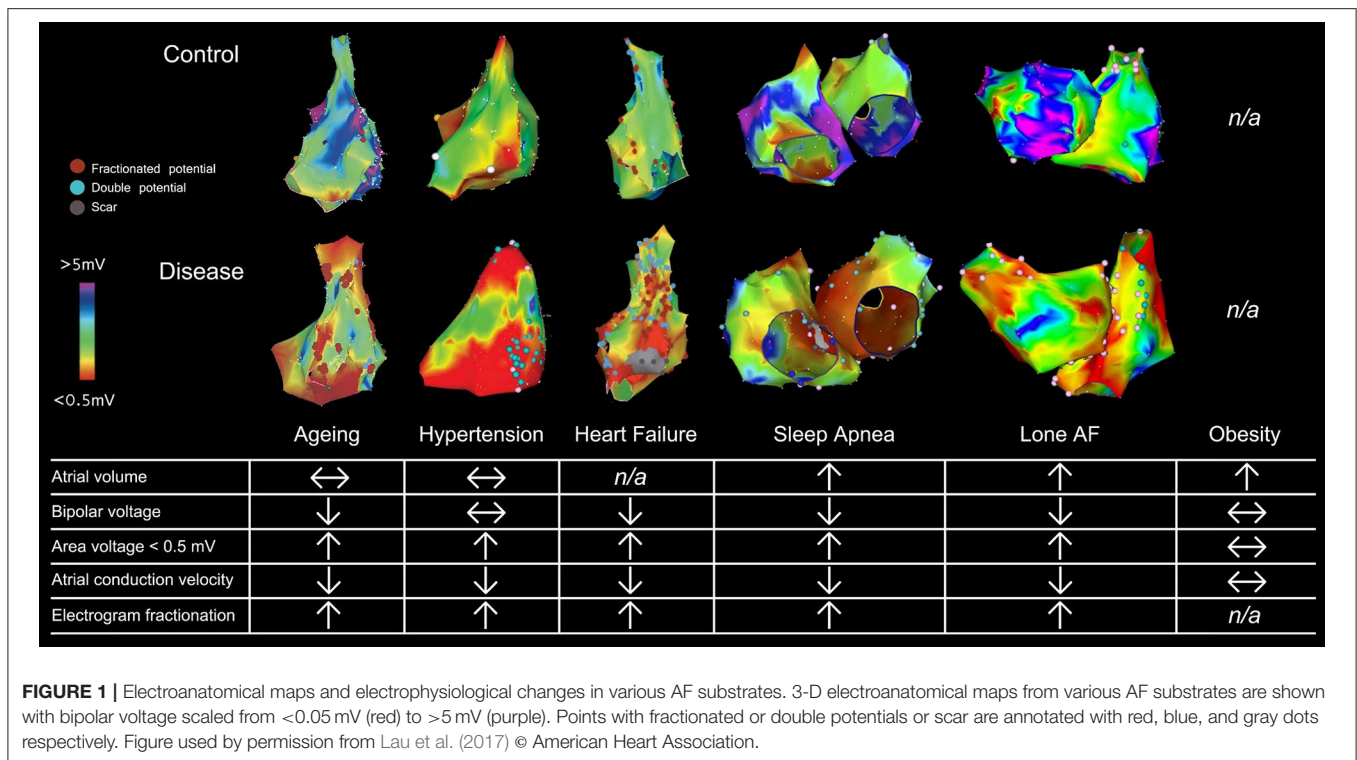 Control
n/a
Fractionated potential
Double potential
Scar
>5mV
Disease
n/a
<0.5mV
Ageing Hypertension Heart Failure Sleep Apnea Lone AF Obesity
Atrial volume ↔ ↔ n/a ↑ ↑ ↑
Bipolar voltage ↓ ↔ ↓ ↓ ↓ ↔
Area voltage < 0.5 mV ↑ ↑ ↑ ↑ ↑ ↔
Atrial conduction velocity ↓ ↓ ↓ ↓ ↓ ↔
Electrogram fractionation ↑ ↑ ↑ ↑ ↑ n/a
FIGURE 1 | Electroanatomical maps and electrophysiological changes in various AF substrates. 3-D electroanatomical maps from various AF substrates are shown
with bipolar voltage scaled from <0.05 mV (red) to >5 mV (purple). Points with fractionated or double potentials or scar are annotated with red, blue, and gray dots
respectively. Figure used by permission from Lau et al. (2017) © American Heart Association.